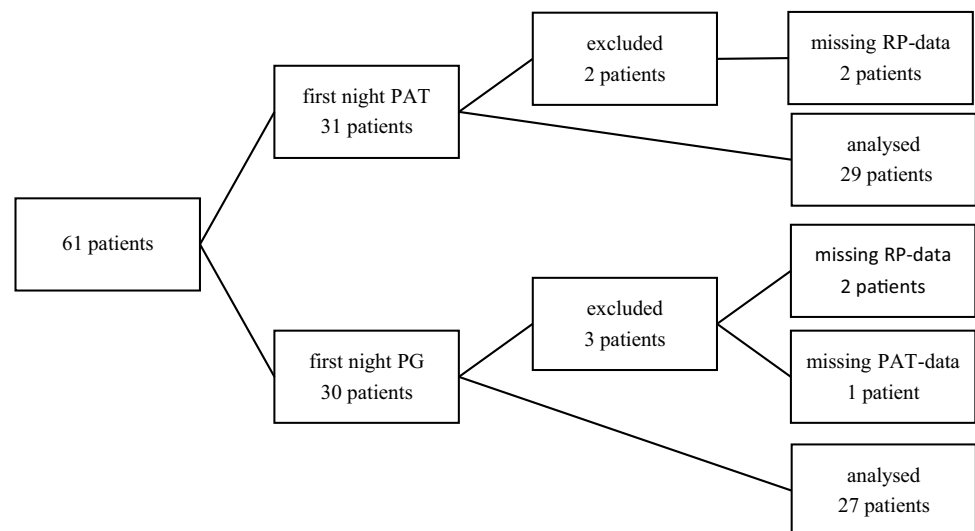 61 patients
first night PAT
31 patients
excluded
2 patients
missing RP-data
2 patients
analysed
29 patients
first night PG
30 patients
excluded
3 patients
missing RP-data
2 patients
missing PAT-data
1 patient
analysed
27 patients